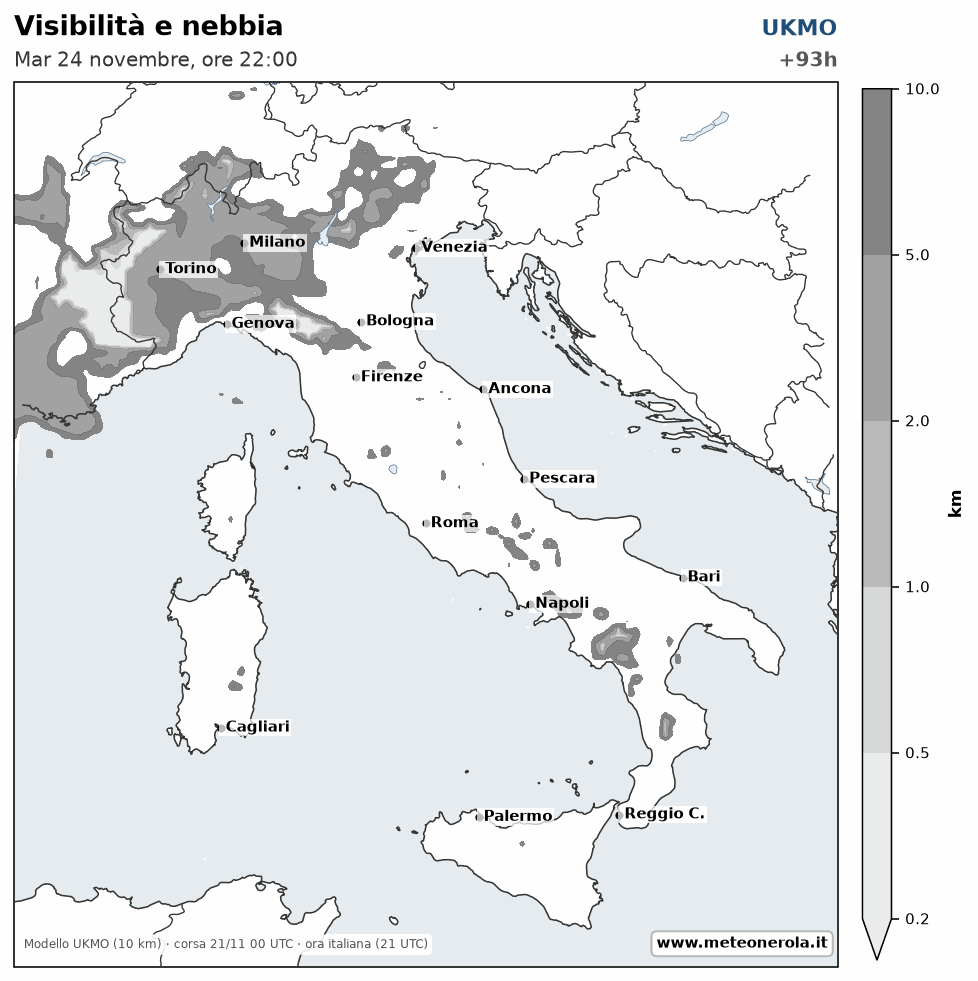 Visibilità e nebbia
UKMO
Mar 24 novembre, ore 22:00
+93h
10.0
5.0
2.0
1.0
0.5
0.2
km
Milano
Venezia
Torino
Genova
Bologna
Firenze
Ancona
Pescara
Roma
Bari
Napoli
Cagliari
Palermo
Reggio C.
Modello UKMO (10 km) · corsa 21/11 00 UTC · ora italiana (21 UTC)
www.meteonerola.it